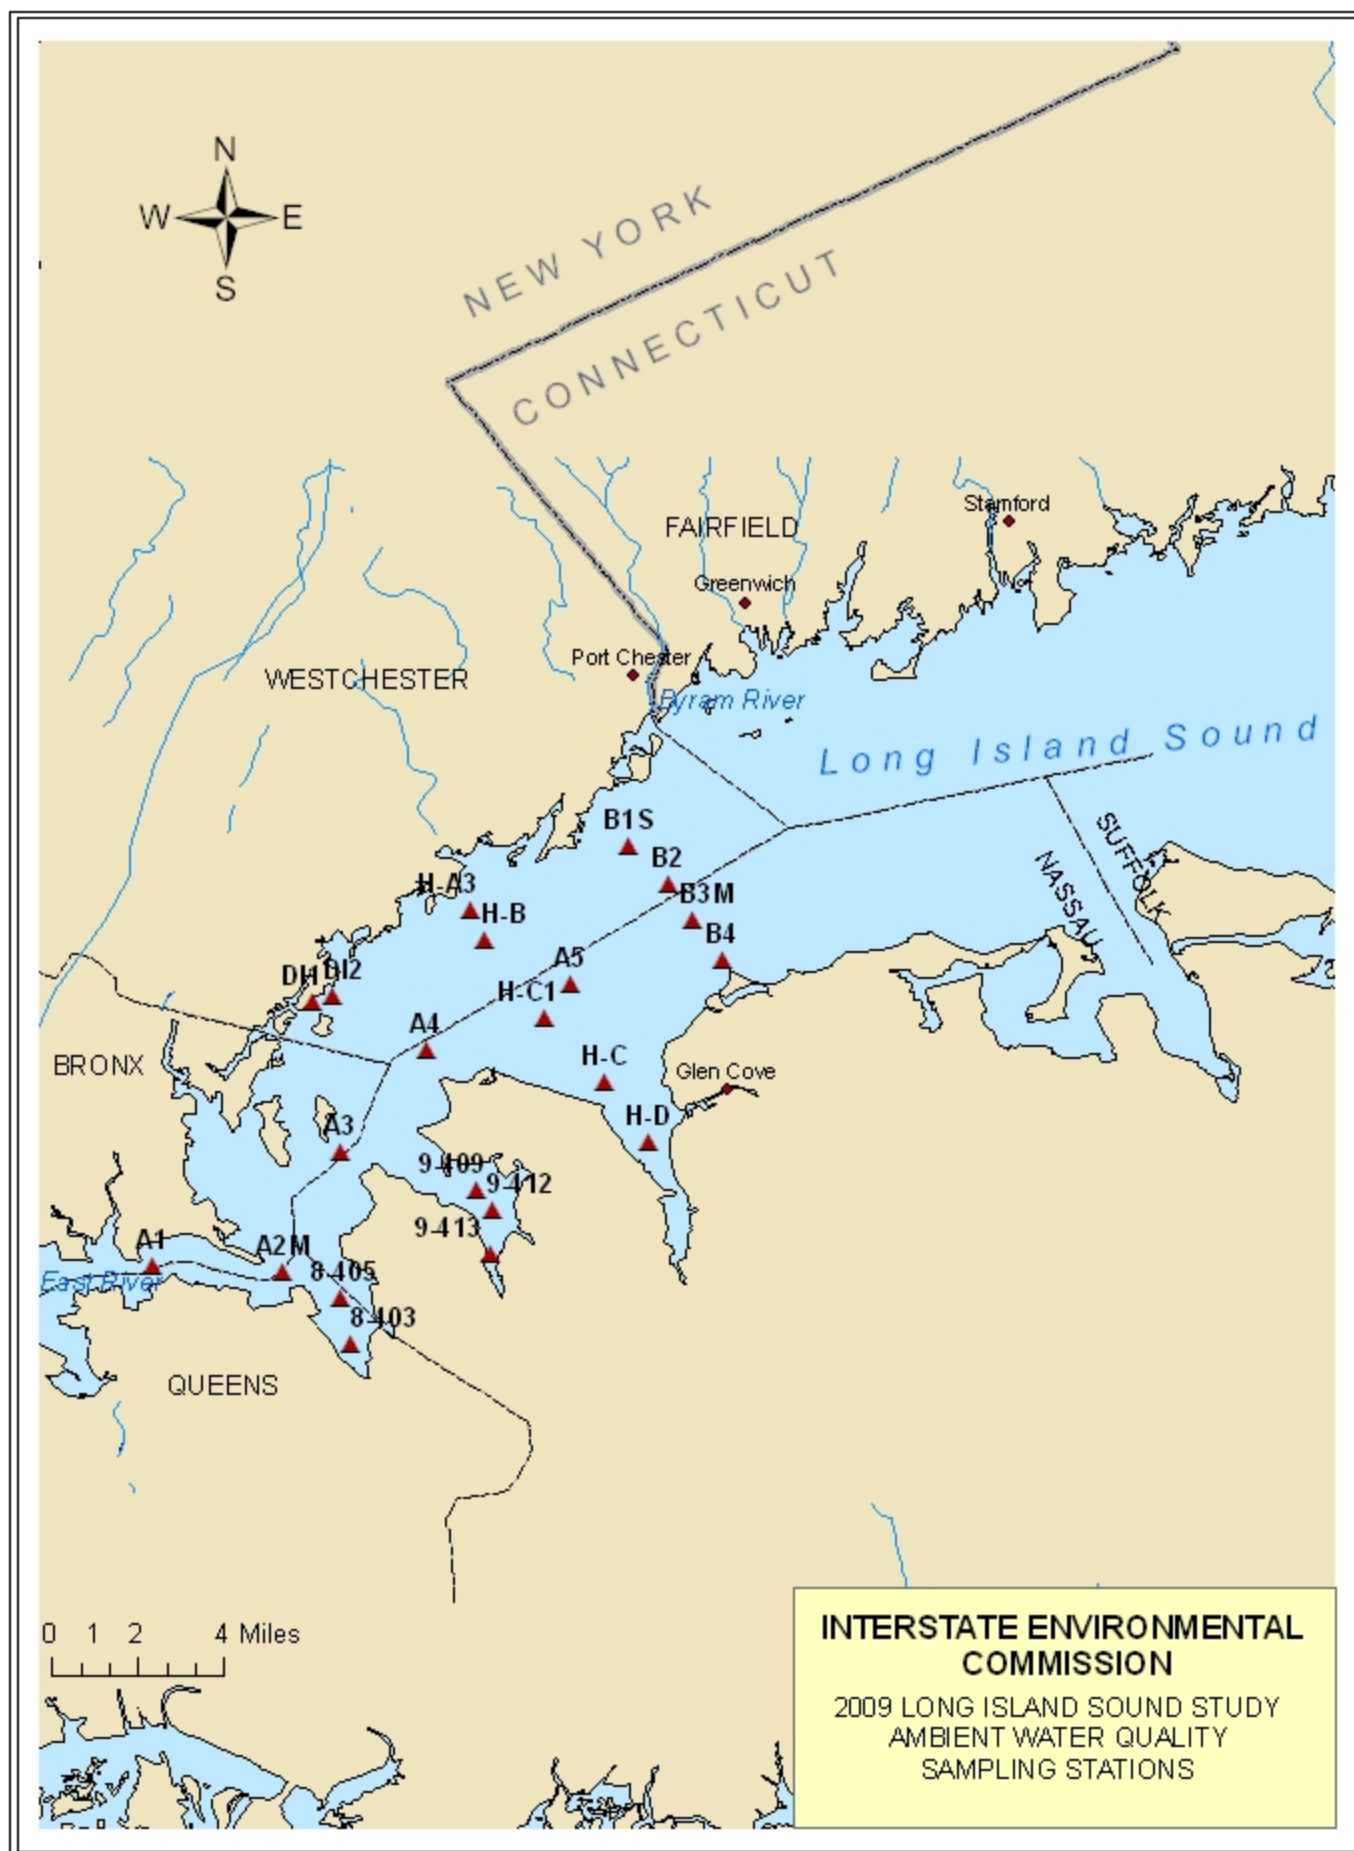 N
W E
S
NEW YORK
CONNECTICUT
Stamford
FAIRFIELD
Greenwich
Port Chester
WESTCHESTER
Byram River
Long Island Sound
B1S
SUFFOLK
B2
NASSAU
H-A3
B3M
H-B
B4
A5
DI1 DI2
H-C1
A4
BRONX
H-C
Glen Cove
H-D
A3
9-409
9-412
9-413
A1
A2M
8-405
East River
8-403
QUEENS
0 1 2 4 Miles
INTERSTATE ENVIRONMENTAL
COMMISSION
2009 LONG ISLAND SOUND STUDY
AMBIENT WATER QUALITY
SAMPLING STATIONS